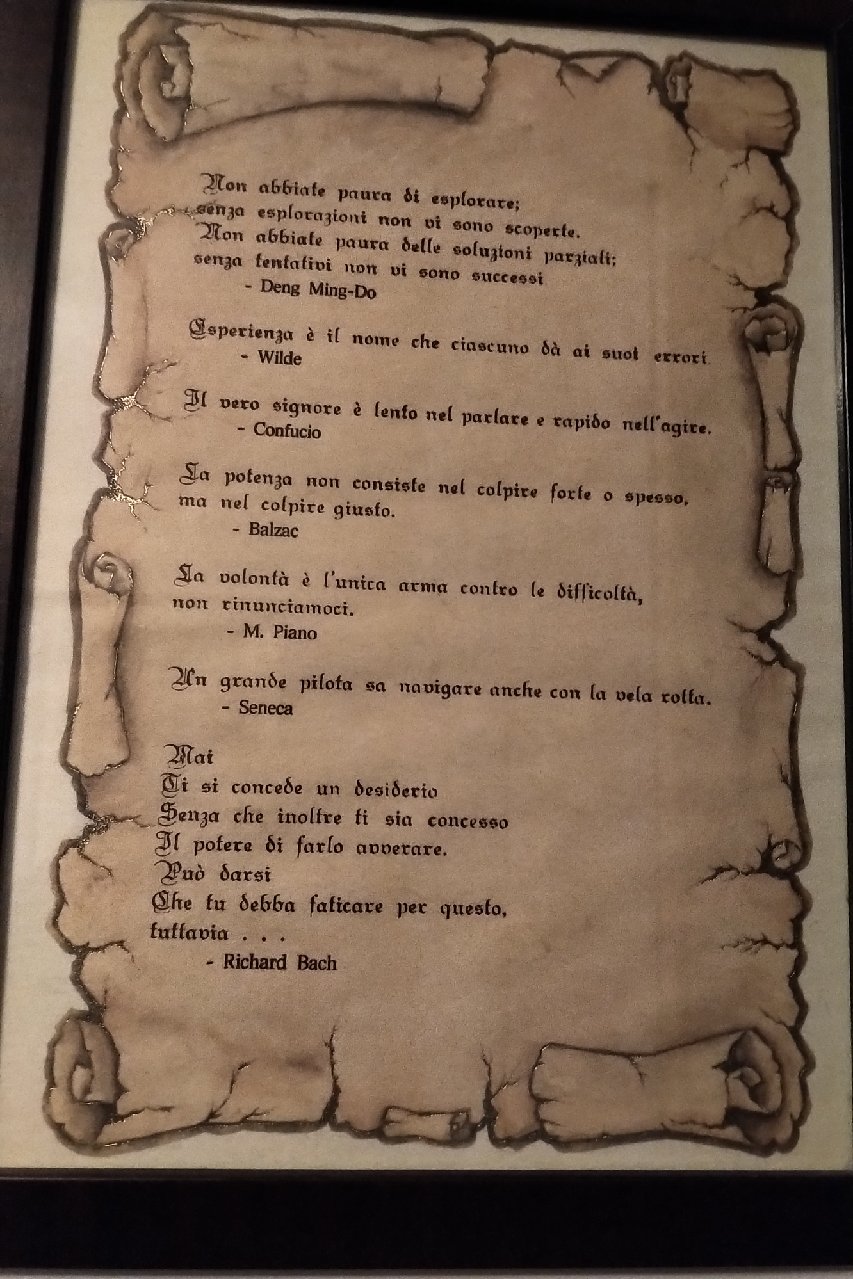 Non abbiate paura di esplorare;
senza esplorazioni non vi sono scoperte.
Non abbiate paura delle soluzioni parziali;
senza tentativi non vi sono successi
- Deng Ming-Do
Esperienza è il nome che ciascuno dà ai suoi errori.
- Wilde
Il vero signore è lento nel parlare e rapido nell'agire.
- Confucio
La potenza non consiste nel colpire forte o spesso,
ma nel colpire giusto.
- Balzac
La volontà è l'unica arma contro le difficoltà,
non rinunciamoci.
- M. Piano
Un grande pilota sa navigare anche con la vela rotta.
- Seneca
Mai
Ti si concede un desiderio
Senza che inoltre ti sia concesso
Il potere di farlo avverare.
Può darsi
Che tu debba faticare per questo,
tuttavia . . .
- Richard Bach